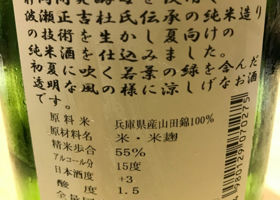 阿瀬発杜氏伝承の純米造り
波正吉を生かした夏向け
の純米酒を仕込みました。
初夏に吹く若葉の緑を含んだ
透明な風の様に涼しげなお酒
です。
原料米 兵庫県産山田錦100%
原材料名 米・米麹
精米歩合 55%
アルコール分 15度
日本酒度 +3
酸度 1.5
4960129070275